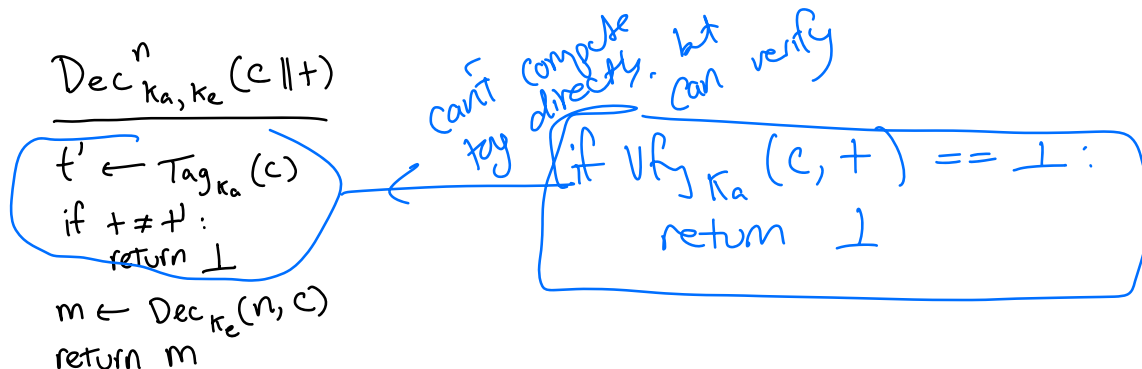 Decⁿ_{Ka,Ke}(C||t)
t' ← Tag_{Ka}(C)
if t ≠ t':
return ⊥
m ← Dec_{Ke}(n, C)
return m
can't compute
tag directly. but
can verify
if Vfy_{Ka}(C, t) == ⊥:
return ⊥